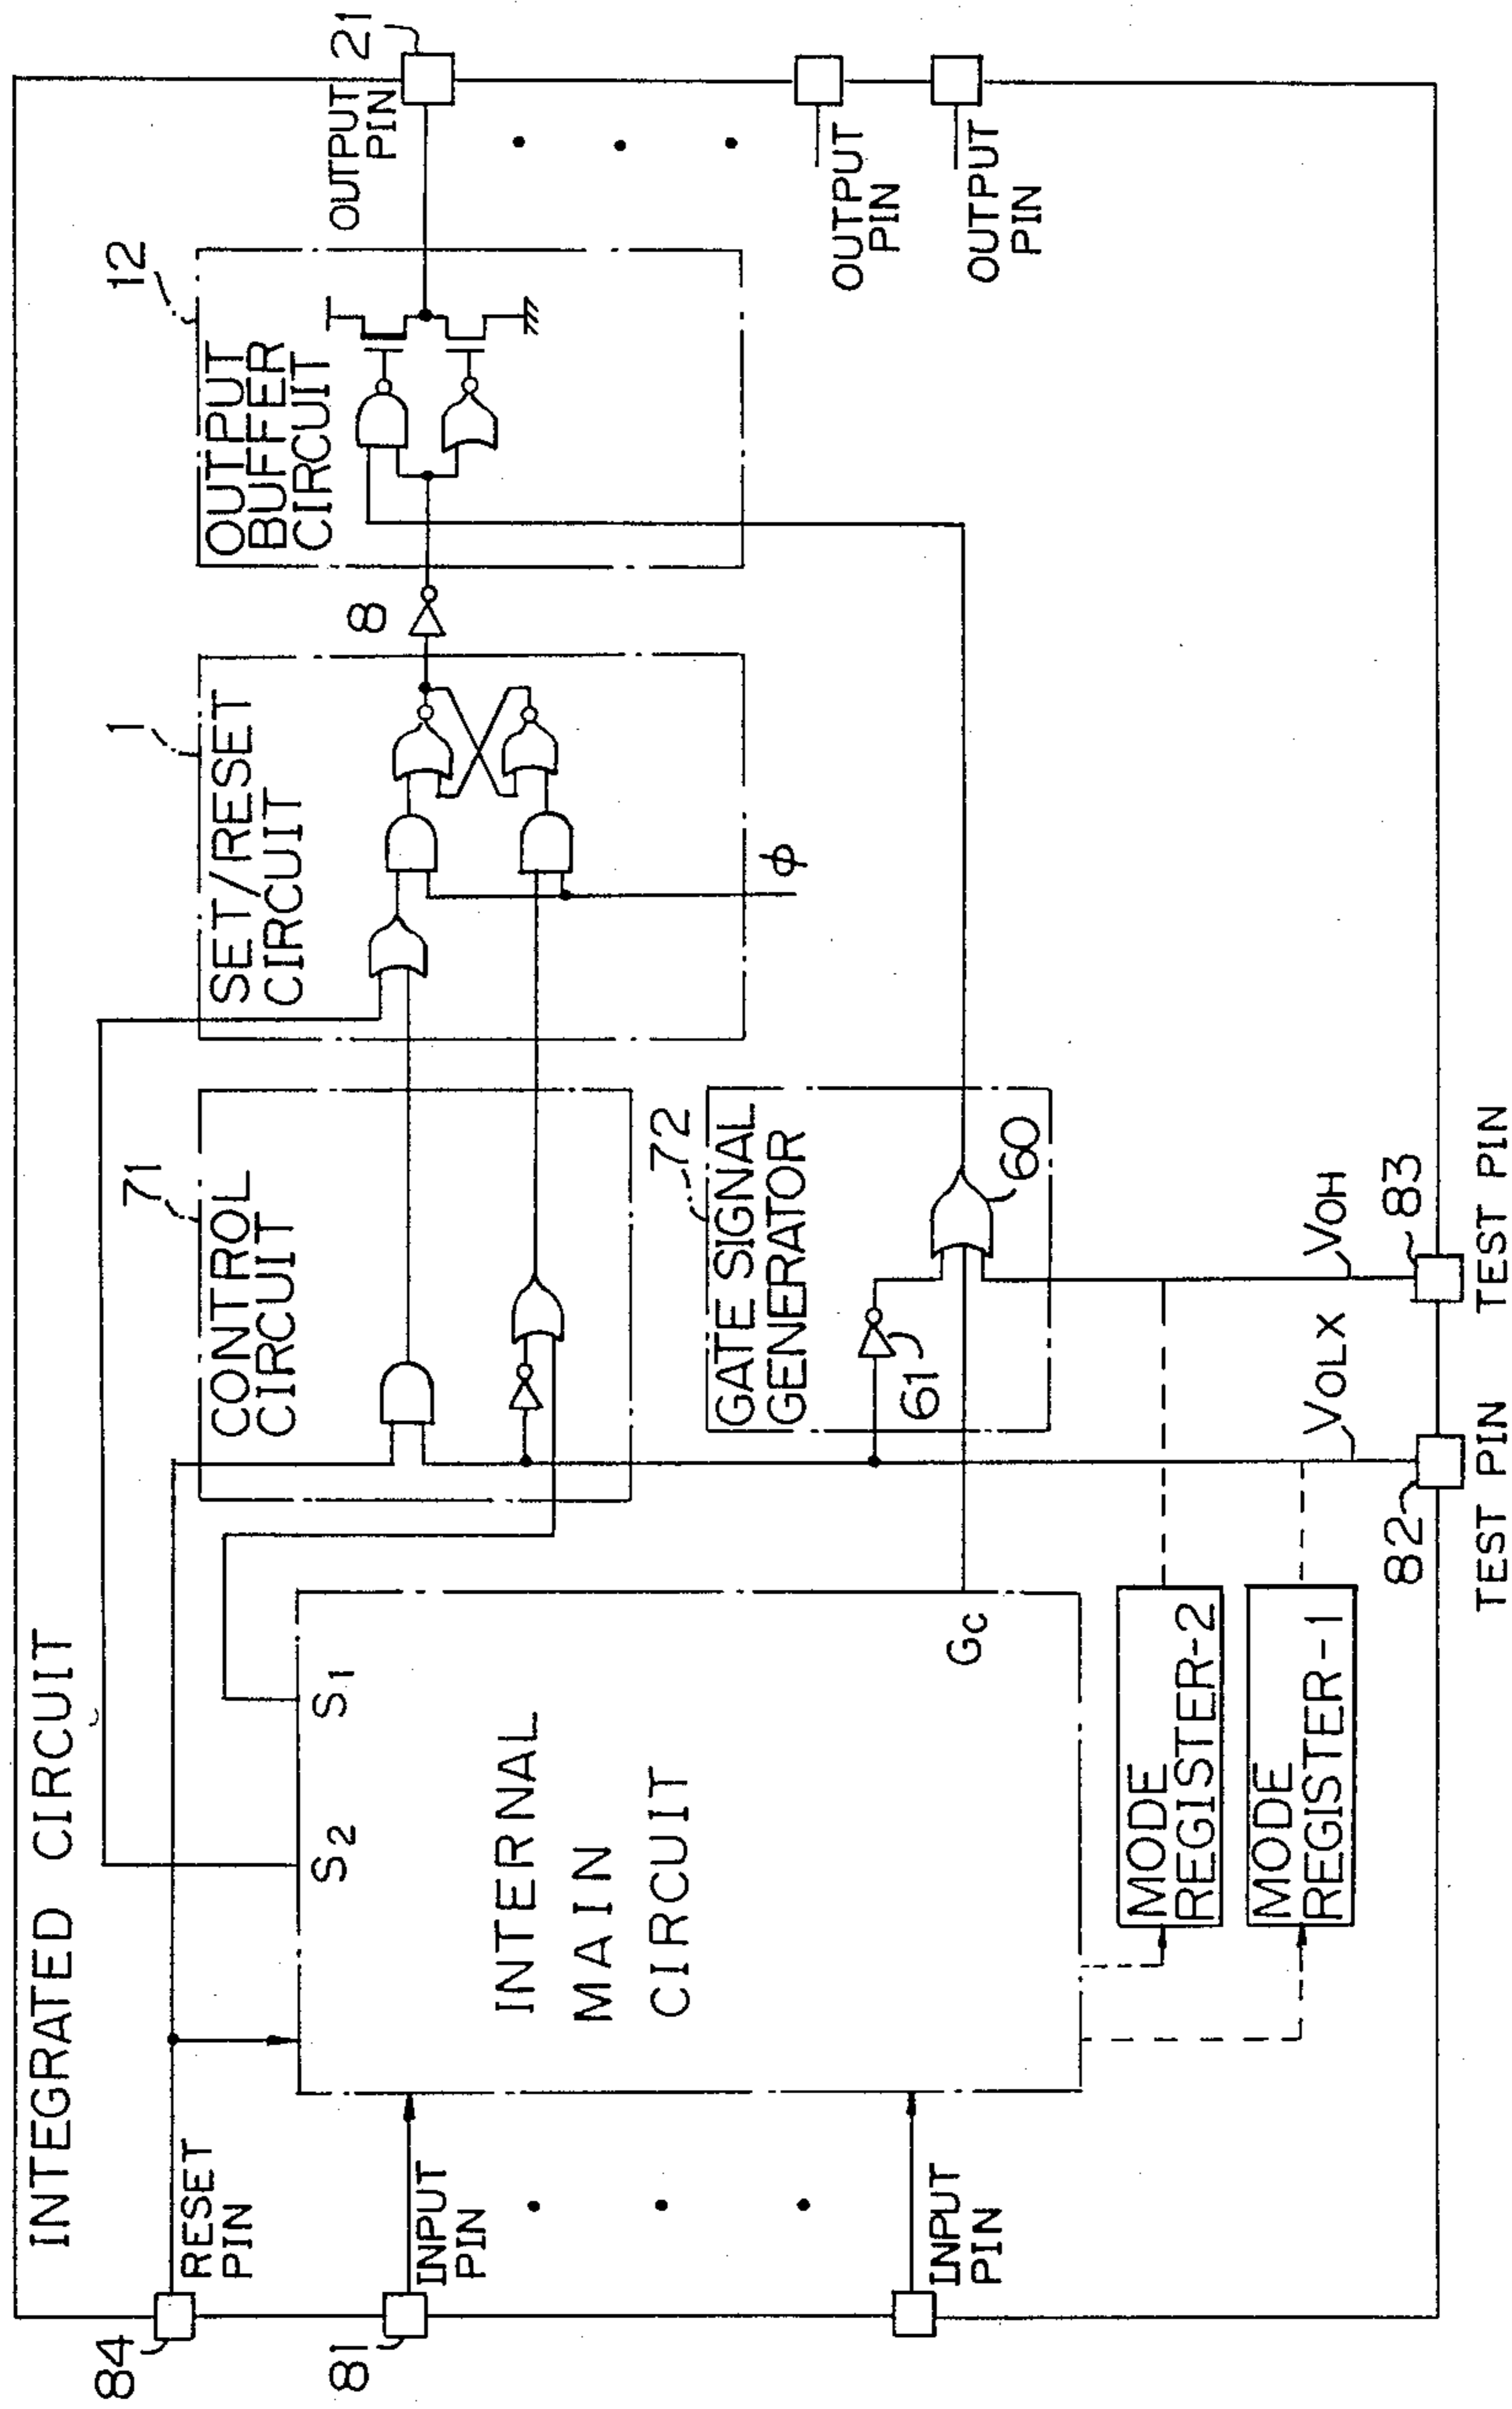 INTEGRATED CIRCUIT
84
RESET
PIN
81
INPUT
PIN
INPUT
PIN
S2
S1
INTERNAL
MAIN
CIRCUIT
GC
MODE
REGISTER-2
MODE
REGISTER-1
71
CONTROL
CIRCUIT
72
GATE SIGNAL
GENERATOR
61
60
VOLX
VOH
82
TEST PIN
83
TEST PIN
1
SET/RESET
CIRCUIT
ϕ
8
12
OUTPUT
BUFFER
CIRCUIT
OUTPUT
PIN
21
OUTPUT
PIN
OUTPUT
PIN